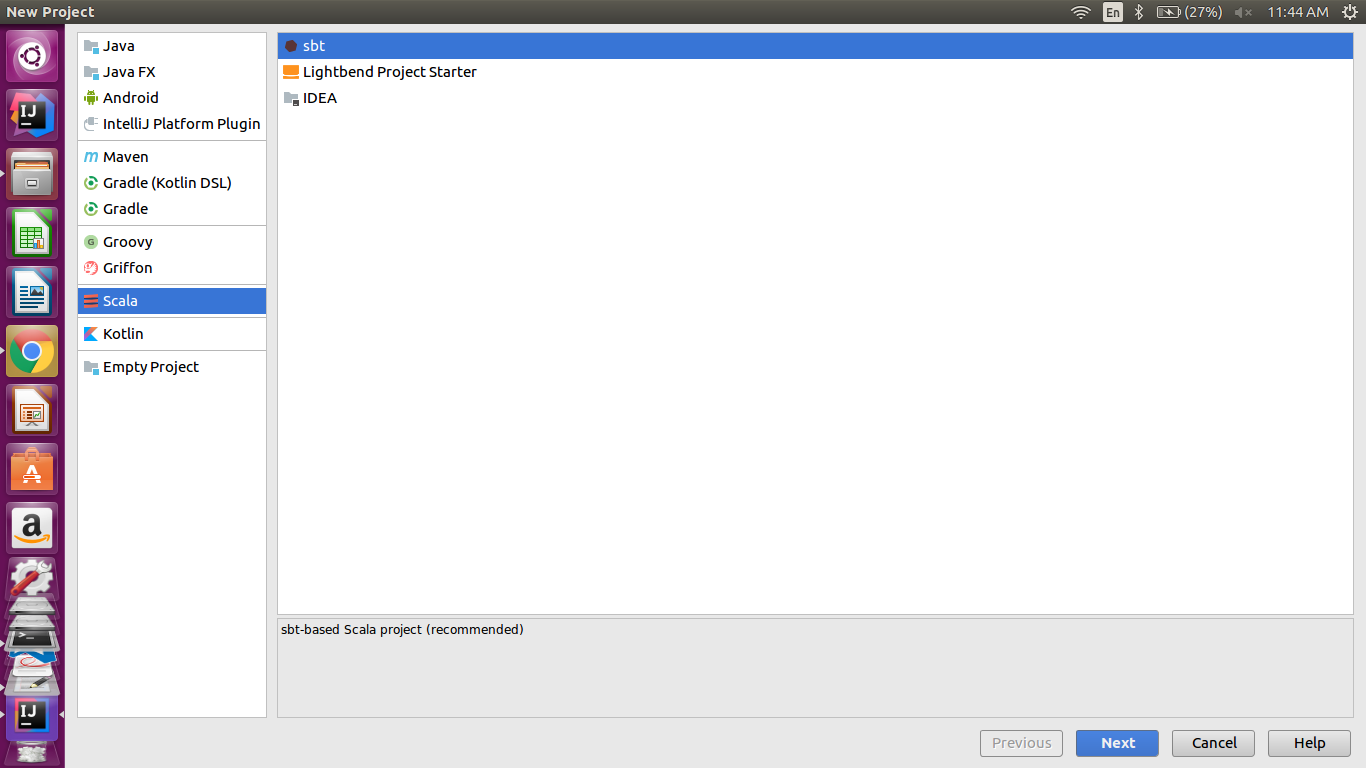 New Project
En
(27%)
11:44 AM
Java
Java FX
Android
IntelliJ Platform Plugin
Maven
Gradle (Kotlin DSL)
Gradle
Groovy
Griffon
Scala
Kotlin
Empty Project
sbt
Lightbend Project Starter
IDEA
sbt-based Scala project (recommended)
Previous
Next
Cancel
Help
IJ
A
a
>_
IJ
m
G